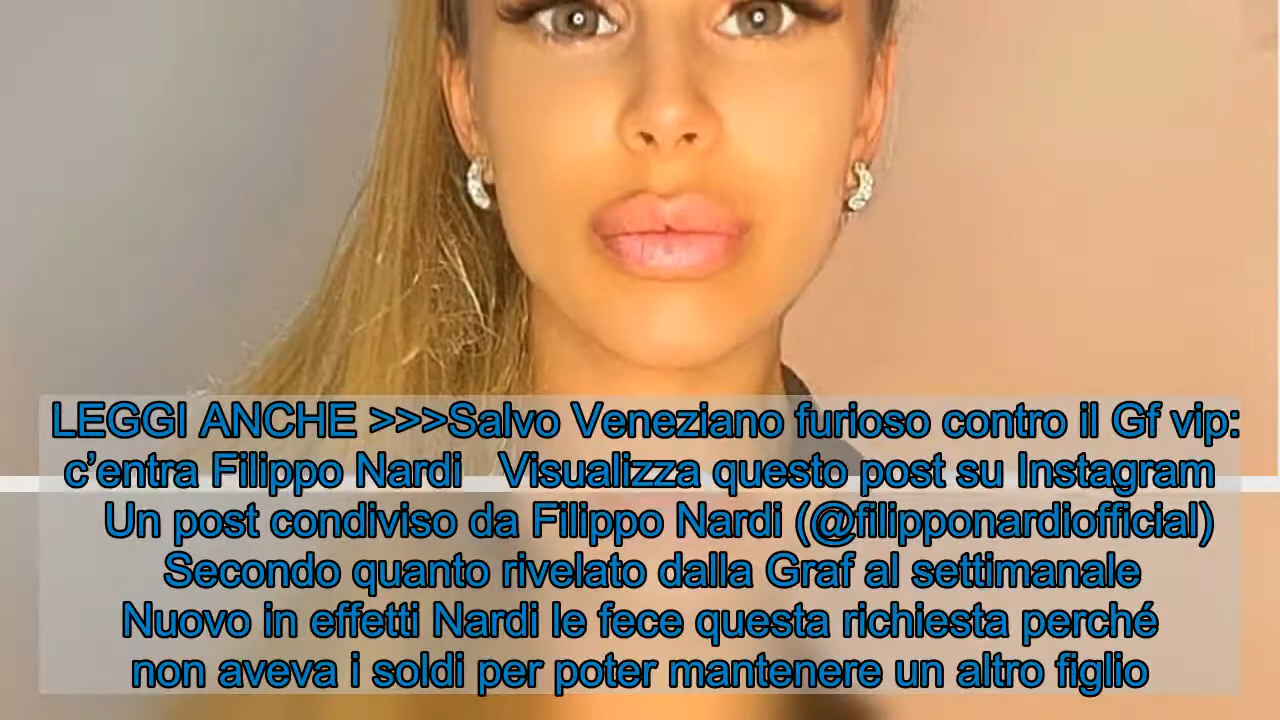 LEGGI ANCHE >>>Salvo Veneziano furioso contro il Gf vip:
c’entra Filippo Nardi Visualizza questo post su Instagram
Un post condiviso da Filippo Nardi (@filipponardiofficial)
Secondo quanto rivelato dalla Graf al settimanale
Nuovo in effetti Nardi le fece questa richiesta perché
non aveva i soldi per poter mantenere un altro figlio